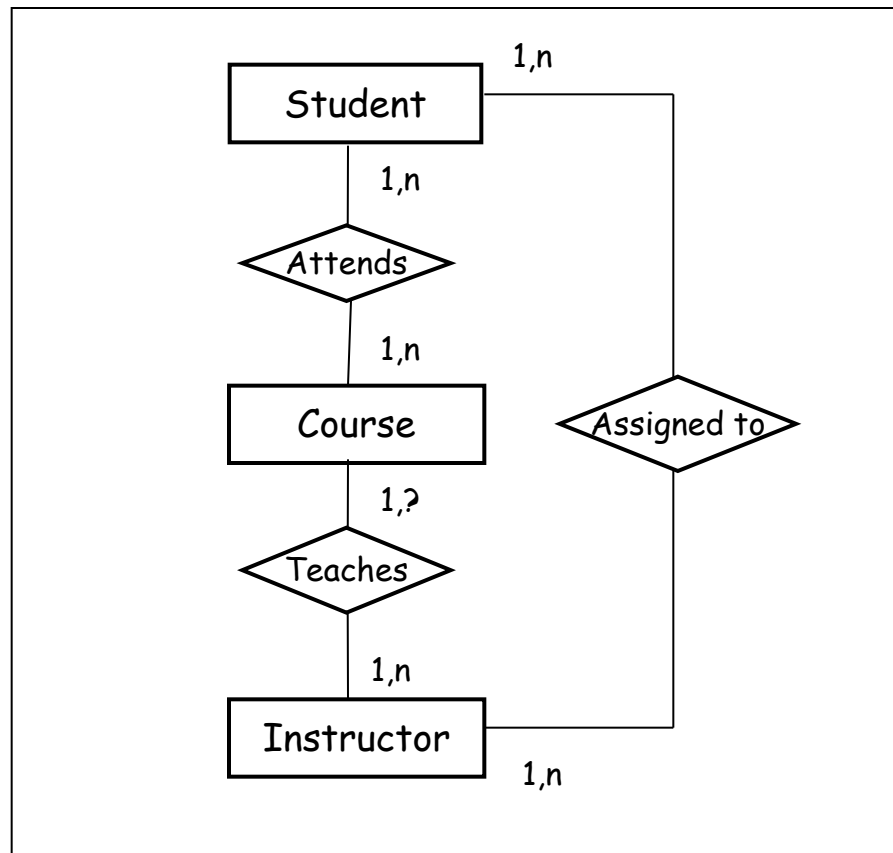 1,n
Student
1,n
Attends
1,n
Course
Assigned to
1,?
Teaches
1,n
Instructor
1,n